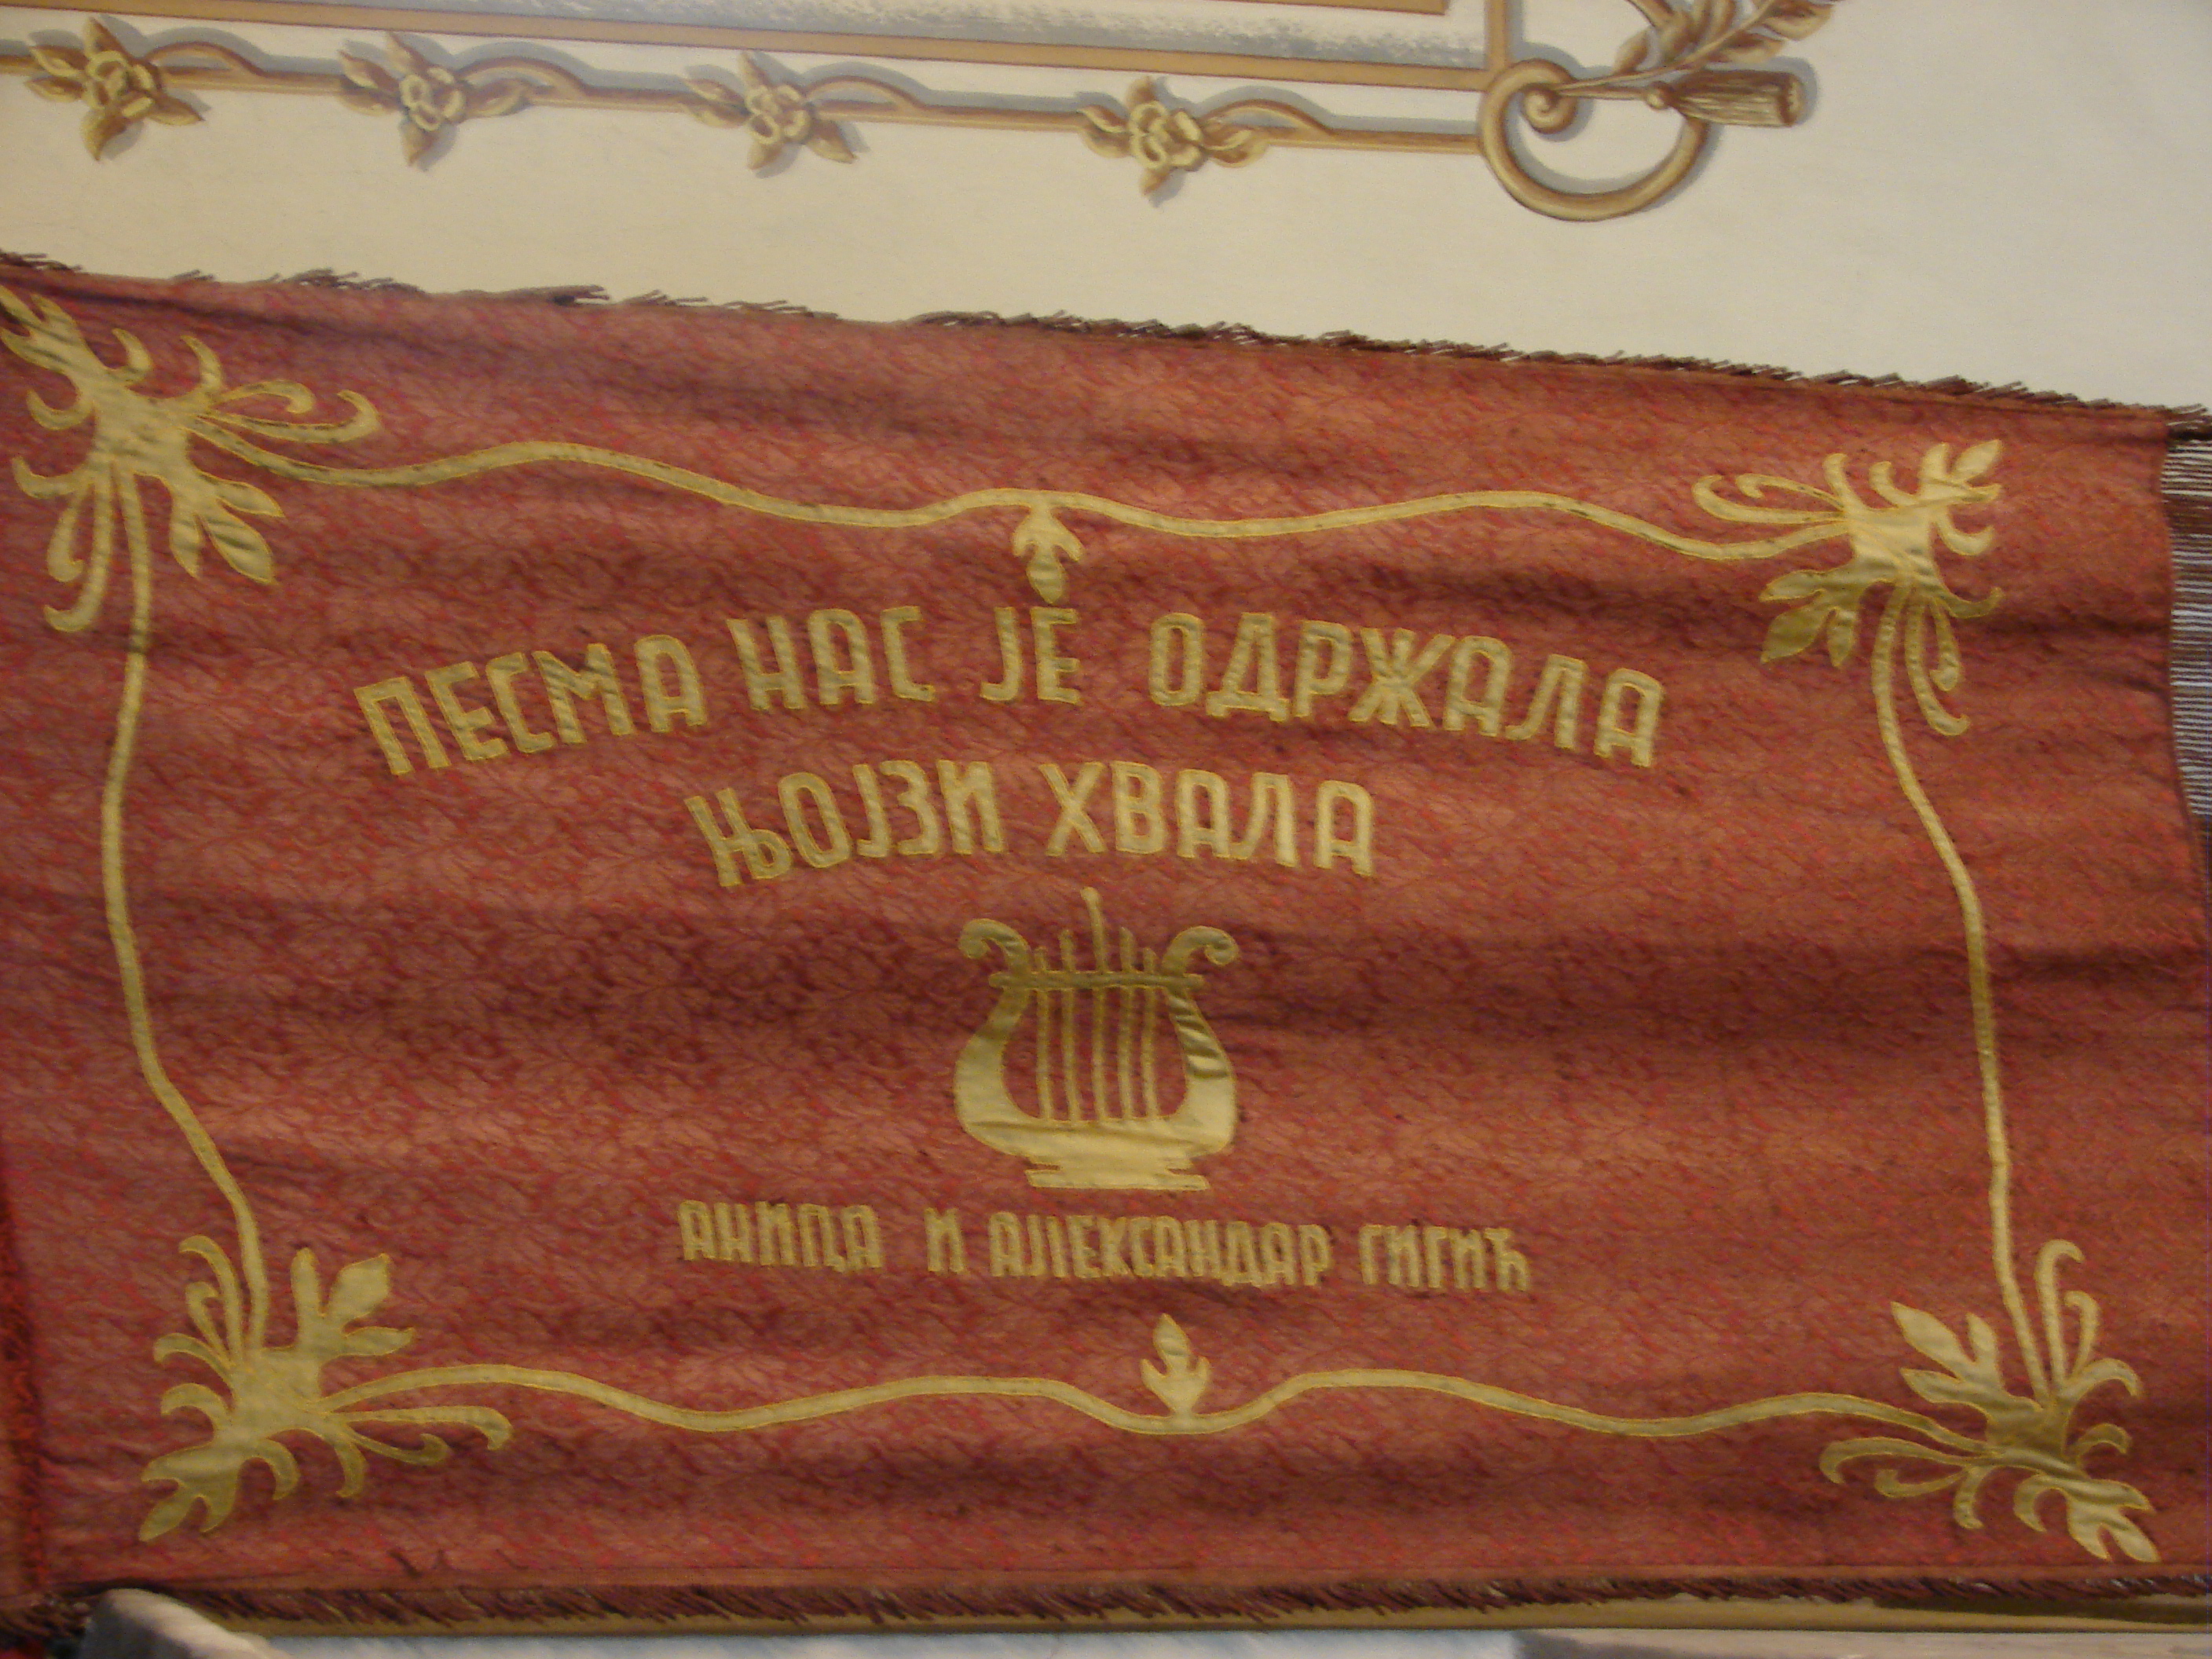 ПЕСМА НАС ЈЕ ОДРЖАЛА
ЊОЈЗИ ХВАЛА
АНИЦА И АЛЕКСАНДАР ГИГИЋ